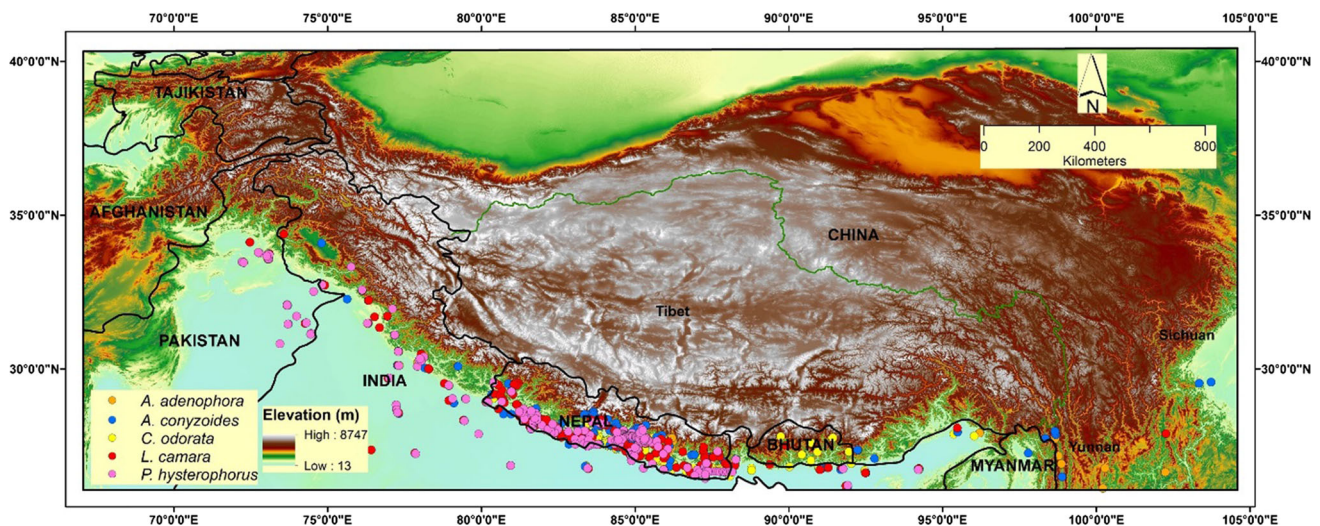 70°0'0"E 75°0'0"E 80°0'0"E 85°0'0"E 90°0'0"E 95°0'0"E 100°0'0"E 105°0'0"E
40°0'0"N 40°0'0"N
TAJIKISTAN
N
0 200 400 800
Kilometers
AFGHANISTAN
35°0'0"N 35°0'0"N
CHINA
Tibet
Sichuan
PAKISTAN
30°0'0"N INDIA 30°0'0"N
A. adenophora
A. conyzoides
C. odorata
L. camara
P. hysterophorus
Elevation (m)
High : 8747
Low : 13
NEPAL
BHUTAN
MYANMAR
Yunnan
70°0'0"E 75°0'0"E 80°0'0"E 85°0'0"E 90°0'0"E 95°0'0"E 100°0'0"E 105°0'0"E